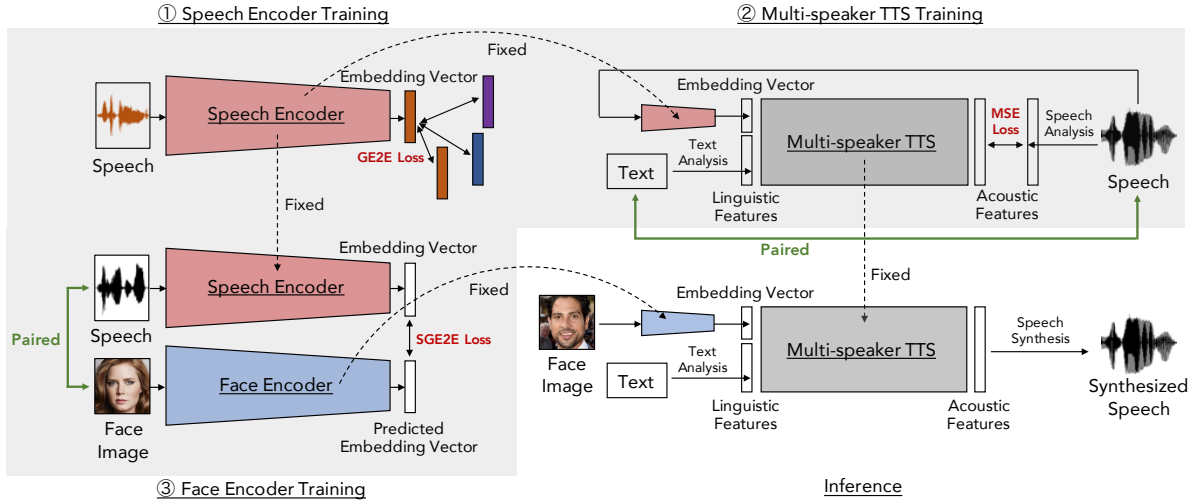 ① Speech Encoder Training
Speech Encoder
Speech
Embedding Vector
GE2E Loss
Fixed
Fixed
② Multi-speaker TTS Training
Embedding Vector
Multi-speaker TTS
Text
Text
Analysis
Linguistic
Features
MSE
Loss
Speech
Analysis
Acoustic
Features
Speech
Paired
Fixed
Paired
Speech
Speech Encoder
Embedding Vector
Fixed
SGE2E Loss
Face
Image
Face Encoder
Predicted
Embedding Vector
③ Face Encoder Training
Face
Image
Embedding Vector
Text
Text
Analysis
Linguistic
Features
Multi-speaker TTS
Acoustic
Features
Speech
Synthesis
Synthesized
Speech
Inference